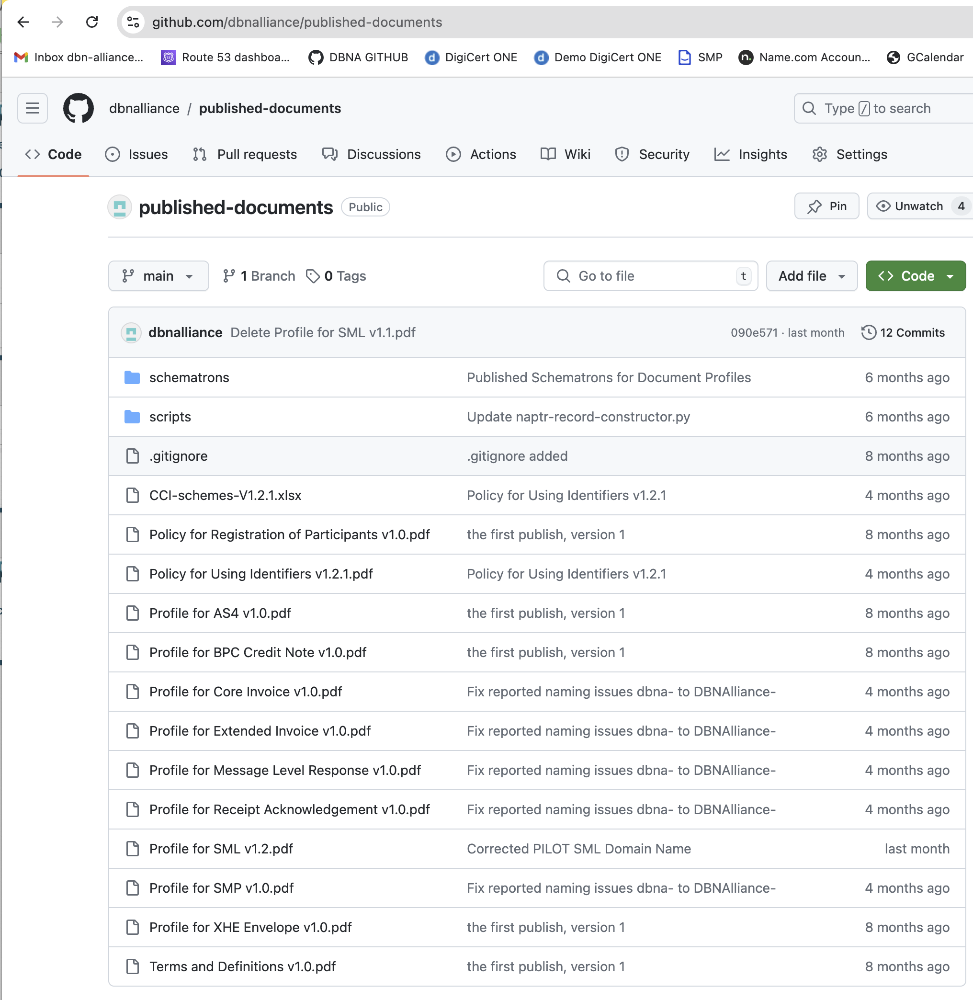 github.com/dbnalliance/published-documents
Inbox dbn-alliance... Route 53 dashboa... DBNA GITHUB DigiCert ONE Demo DigiCert ONE SMP Name.com Accoun... GCalendar
dbnalliance / published-documents Type / to search
Code Issues Pull requests Discussions Actions Wiki Security Insights Settings
published-documents Public Pin Unwatch 4
main 1 Branch 0 Tags Go to file t Add file Code
dbnalliance Delete Profile for SML v1.1.pdf 090e571 · last month 12 Commits
schematrons Published Schematrons for Document Profiles 6 months ago
scripts Update naptr-record-constructor.py 6 months ago
.gitignore .gitignore added 8 months ago
CCI-schemes-V1.2.1.xlsx Policy for Using Identifiers v1.2.1 4 months ago
Policy for Registration of Participants v1.0.pdf the first publish, version 1 8 months ago
Policy for Using Identifiers v1.2.1.pdf Policy for Using Identifiers v1.2.1 4 months ago
Profile for AS4 v1.0.pdf the first publish, version 1 8 months ago
Profile for BPC Credit Note v1.0.pdf the first publish, version 1 8 months ago
Profile for Core Invoice v1.0.pdf Fix reported naming issues dbna- to DBNAlliance- 4 months ago
Profile for Extended Invoice v1.0.pdf Fix reported naming issues dbna- to DBNAlliance- 4 months ago
Profile for Message Level Response v1.0.pdf Fix reported naming issues dbna- to DBNAlliance- 4 months ago
Profile for Receipt Acknowledgement v1.0.pdf Fix reported naming issues dbna- to DBNAlliance- 4 months ago
Profile for SML v1.2.pdf Corrected PILOT SML Domain Name last month
Profile for SMP v1.0.pdf Fix reported naming issues dbna- to DBNAlliance- 4 months ago
Profile for XHE Envelope v1.0.pdf the first publish, version 1 8 months ago
Terms and Definitions v1.0.pdf the first publish, version 1 8 months ago